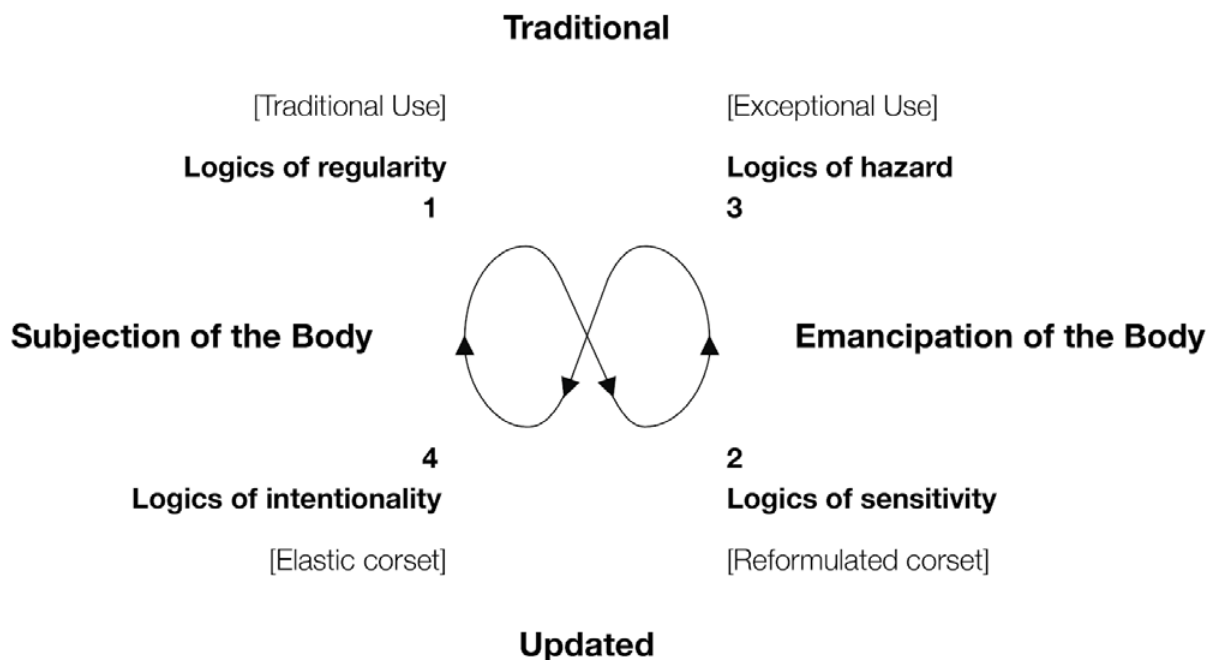 Traditional
[Traditional Use]
[Exceptional Use]
Logics of regularity
Logics of hazard
1
3
Subjection of the Body
Emancipation of the Body
4
2
Logics of intentionality
Logics of sensitivity
[Elastic corset]
[Reformulated corset]
Updated